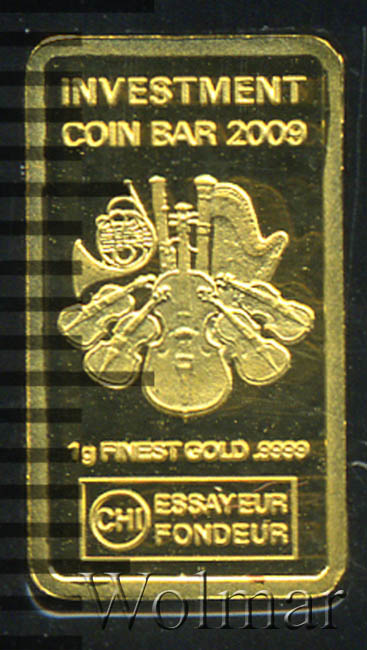 INVESTMENT
COIN BAR 2009
1g FINEST GOLD .9999
CHI
ESSAYEUR
FONDEUR
Wolmar